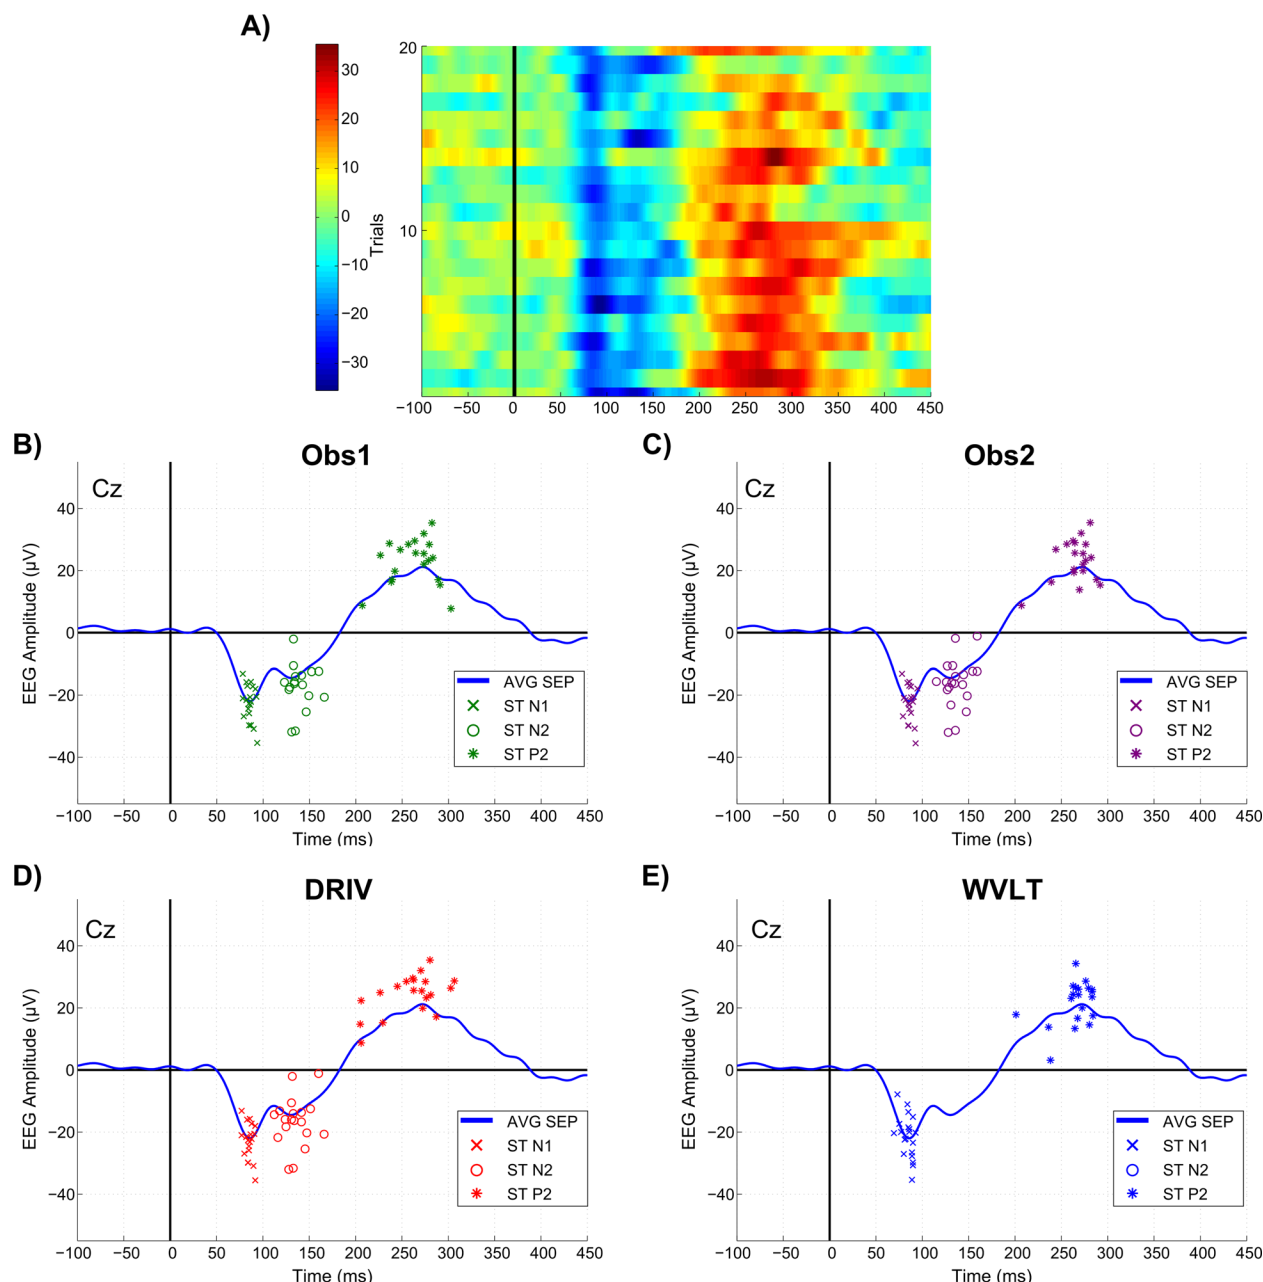 A)
30
20
10
0
−10
−20
−30
Trials
20
10
−100 −50 0 50 100 150 200 250 300 350 400 450
B)
Obs1
Cz
EEG Amplitude (µV)
40
20
0
−20
−40
AVG SEP
ST N1
ST N2
ST P2
−100 −50 0 50 100 150 200 250 300 350 400 450
Time (ms)
C)
Obs2
Cz
EEG Amplitude (µV)
40
20
0
−20
−40
AVG SEP
ST N1
ST N2
ST P2
−100 −50 0 50 100 150 200 250 300 350 400 450
Time (ms)
D)
DRIV
Cz
EEG Amplitude (µV)
40
20
0
−20
−40
AVG SEP
ST N1
ST N2
ST P2
−100 −50 0 50 100 150 200 250 300 350 400 450
Time (ms)
E)
WVLT
Cz
EEG Amplitude (µV)
40
20
0
−20
−40
AVG SEP
ST N1
ST N2
ST P2
−100 −50 0 50 100 150 200 250 300 350 400 450
Time (ms)